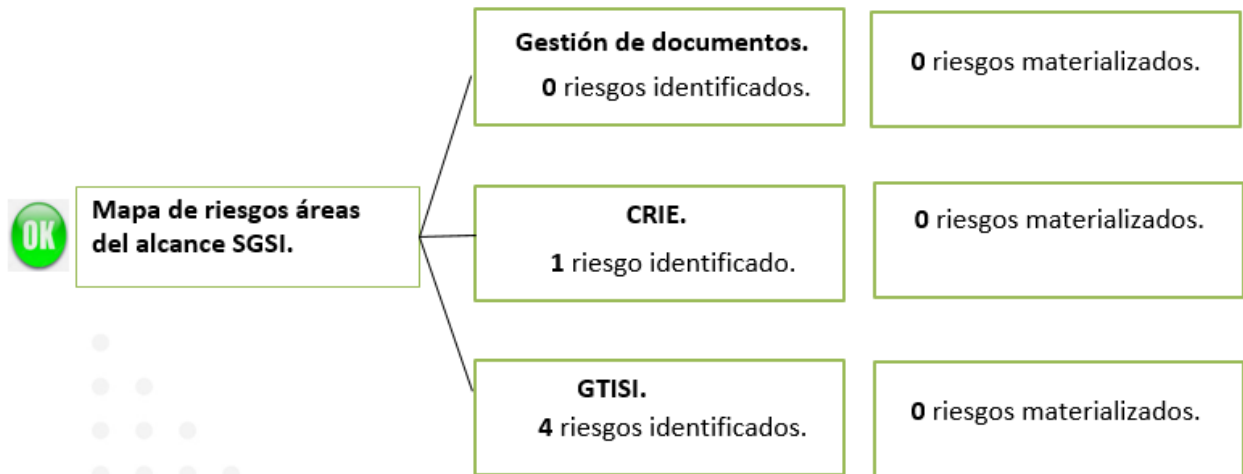 OK
Mapa de riesgos áreas
del alcance SGSI.
Gestión de documentos.
0 riesgos identificados.
0 riesgos materializados.
CRIE.
1 riesgo identificado.
0 riesgos materializados.
GTISI.
4 riesgos identificados.
0 riesgos materializados.